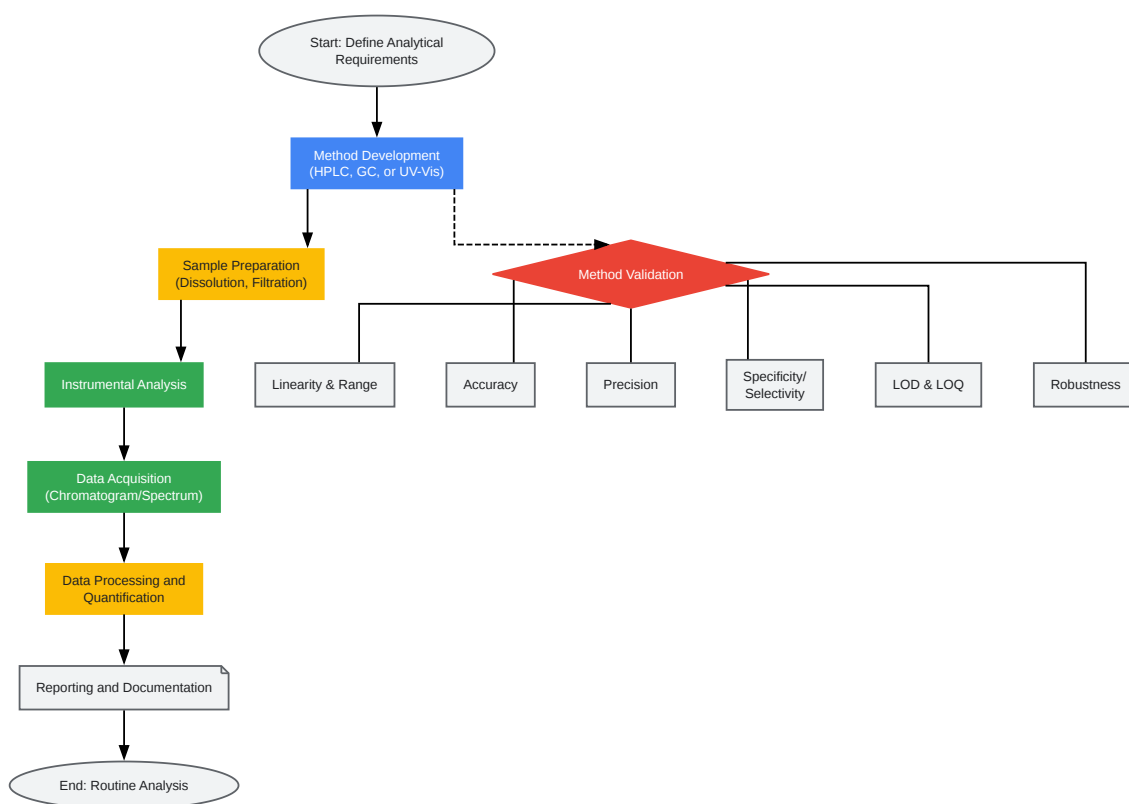 Start: Define Analytical
Requirements
Method Development
(HPLC, GC, or UV-Vis)
Sample Preparation
(Dissolution, Filtration)
Method Validation
Instrumental Analysis
Linearity & Range
Accuracy
Precision
Specificity/
Selectivity
LOD & LOQ
Robustness
Data Acquisition
(Chromatogram/Spectrum)
Data Processing and
Quantification
Reporting and Documentation
End: Routine Analysis